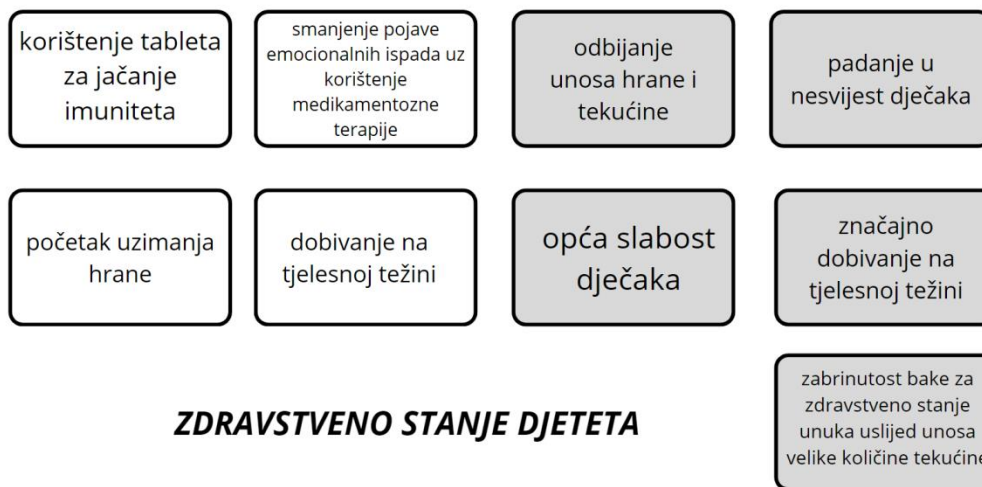 korištenje tableta
za jačanje
imuniteta
smanjenje pojave
emocionalnih ispada uz
korištenje
medikamentozne
terapije
odbijanje
unosa hrane i
tekućine
padanje u
nesvijest dječaka
početak uzimanja
hrane
dobivanje na
tjelesnoj težini
opća slabost
dječaka
značajno
dobivanje na
tjelesnoj težini
ZDRAVSTVENO STANJE DJETETA
zabrinutost bake za
zdravstveno stanje
unuka uslijed unosa
velike količine tekućine